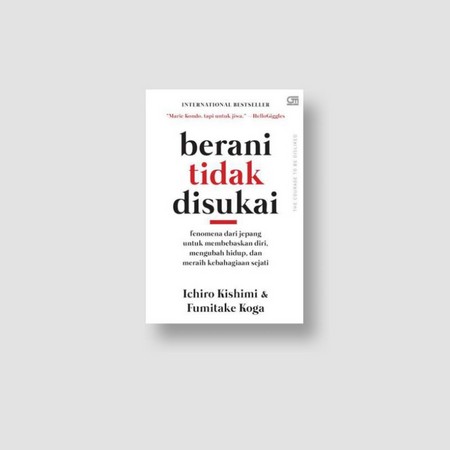 INTERNATIONAL BESTSELLER
"Marie Kondo, tapi untuk jiwa." —HelloGiggles
berani
tidak
disukai
THE COURAGE TO BE DISLIKED
fenomena dari jepang
untuk membebaskan diri,
mengubah hidup, dan
meraih kebahagiaan sejati
Ichiro Kishimi &
Fumitake Koga